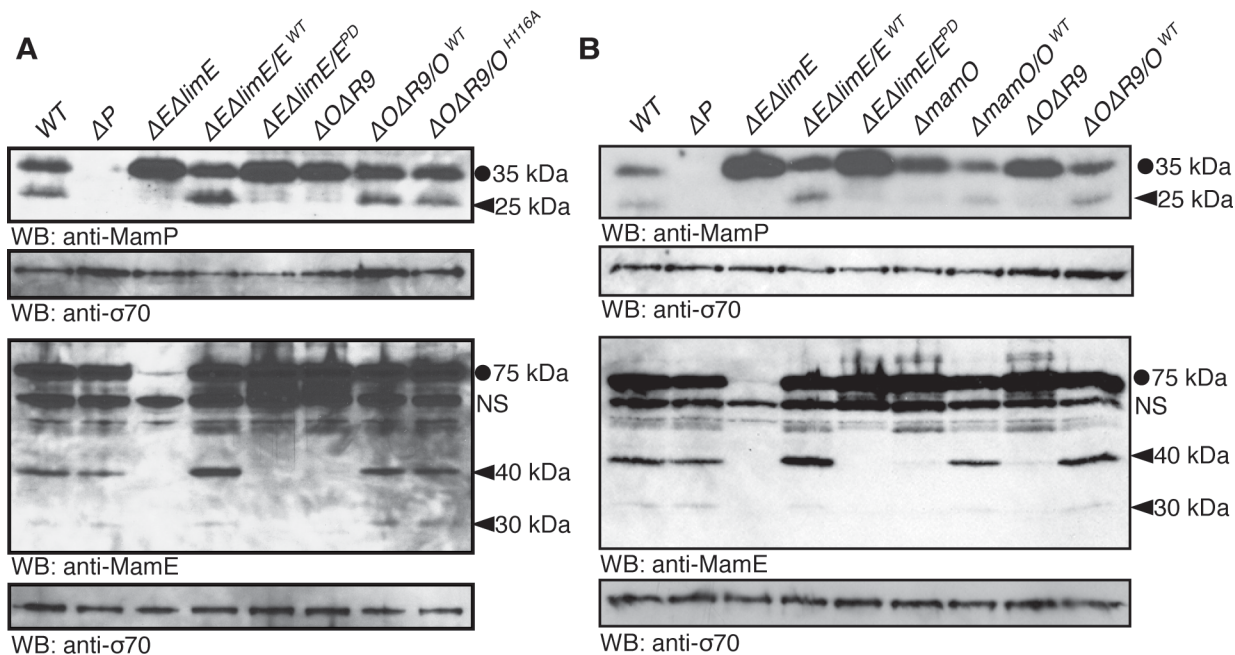 A
WT
ΔP
ΔEΔlimE
ΔEΔlimE/E^WT
ΔEΔlimE/E^PD
ΔOΔR9
ΔOΔR9/O^WT
ΔOΔR9/O^H116A
●35 kDa
◄25 kDa
WB: anti-MamP
WB: anti-σ70
●75 kDa
NS
◄40 kDa
◄30 kDa
WB: anti-MamE
WB: anti-σ70
B
WT
ΔP
ΔEΔlimE
ΔEΔlimE/E^WT
ΔEΔlimE/E^PD
ΔmamO
ΔmamO/O^WT
ΔOΔR9
ΔOΔR9/O^WT
●35 kDa
◄25 kDa
WB: anti-MamP
WB: anti-σ70
●75 kDa
NS
◄40 kDa
◄30 kDa
WB: anti-MamE
WB: anti-σ70